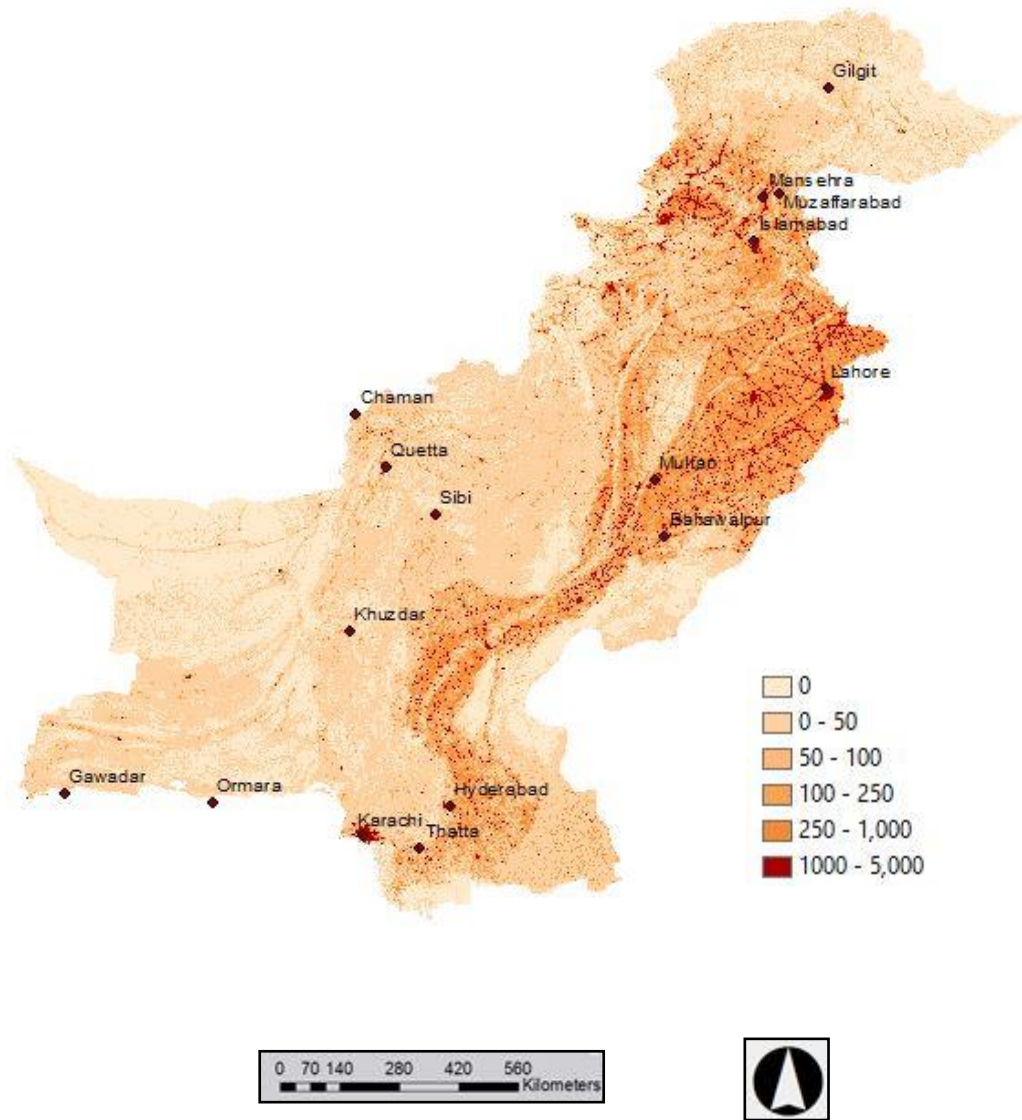 Gilgit
Mansehra
Muzaffarabad
Islamabad
Lahore
Chaman
Quetta
Multan
Sibi
Bahawalpur
Khuzdar
0
0 - 50
50 - 100
100 - 250
250 - 1,000
1000 - 5,000
Gawadar
Ormara
Hyderabad
Karachi
Thatta
0 70 140 280 420 560
Kilometers